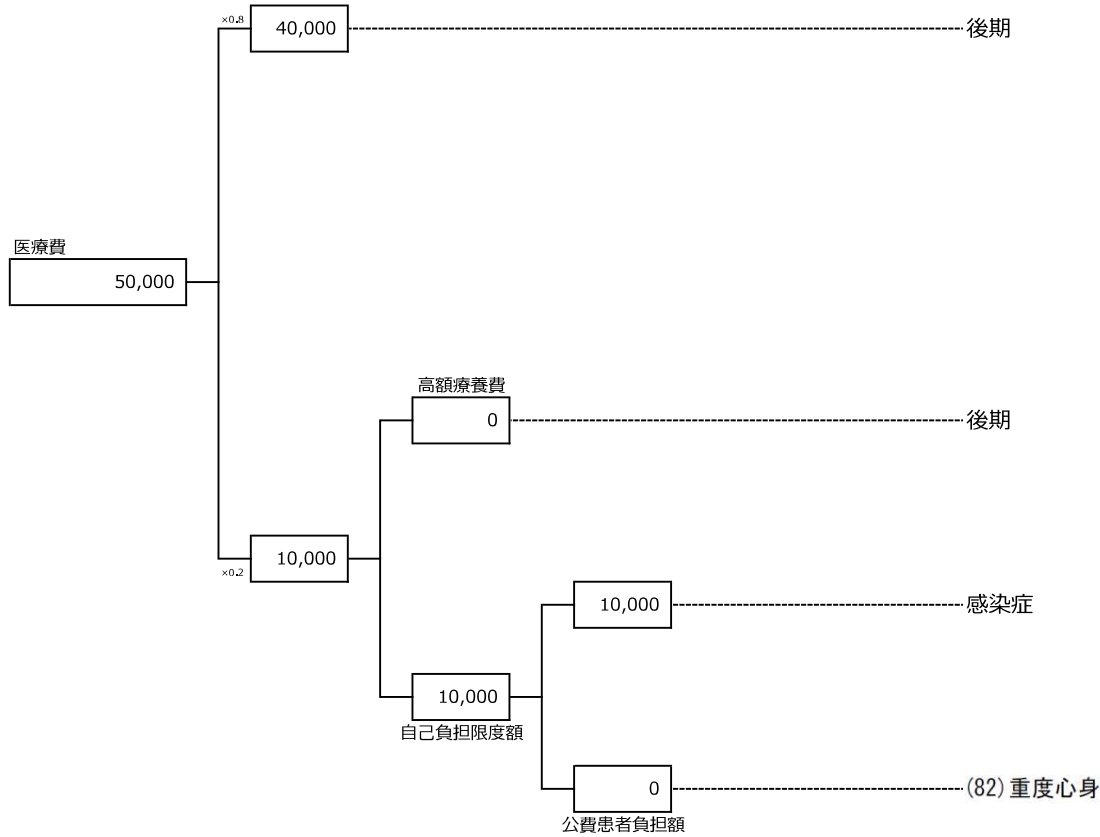 ×0.8
40,000
後期
医療費
50,000
高額療養費
0
後期
10,000
×0.2
10,000
感染症
10,000
自己負担限度額
0
(82)重度心身
公費患者負担額